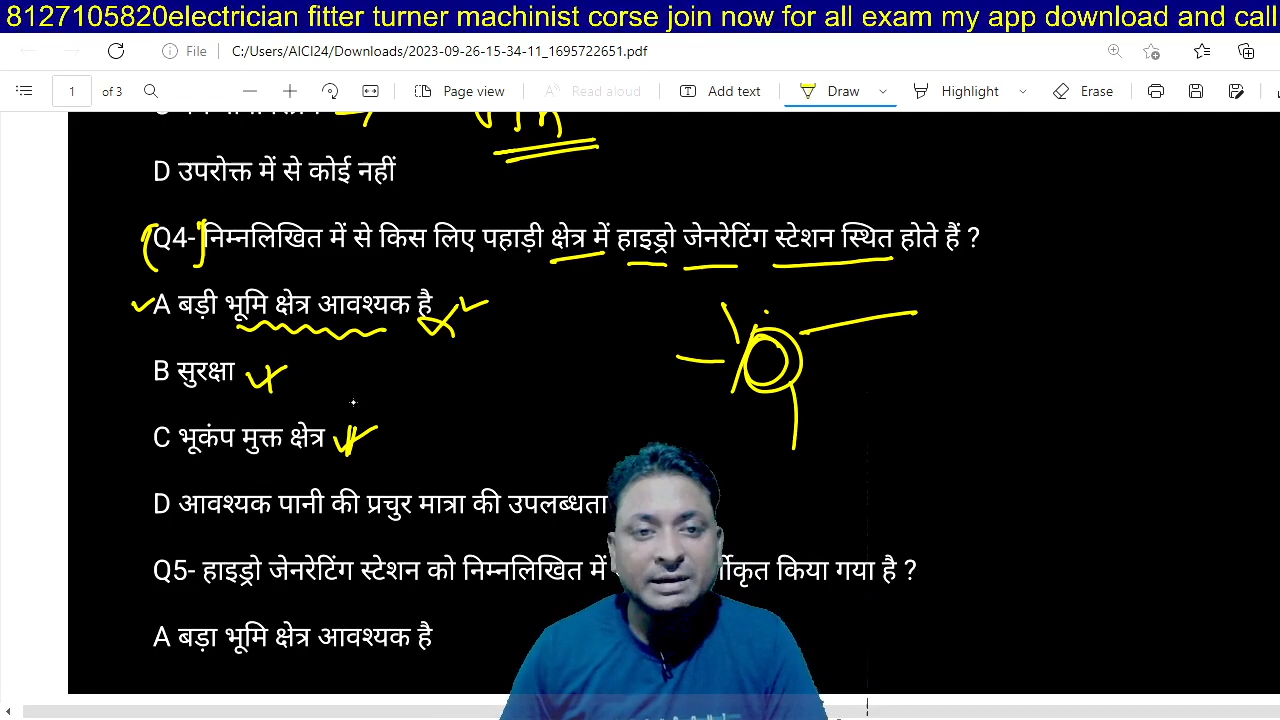 8127105820electrician fitter turner machinist corse join now for all exam my app download and call
File C:/Users/AICI24/Downloads/2023-09-26-15-34-11_1695722651.pdf
1 of 3 Page view Read aloud Add text Draw Highlight Erase
D उपरोक्त में से कोई नहीं
Q4- निम्नलिखित में से किस लिए पहाड़ी क्षेत्र में हाइड्रो जेनरेटिंग स्टेशन स्थित होते हैं ?
A बड़ी भूमि क्षेत्र आवश्यक है
B सुरक्षा
C भूकंप मुक्त क्षेत्र
D आवश्यक पानी की प्रचुर मात्रा की उपलब्धता
Q5- हाइड्रो जेनरेटिंग स्टेशन को निम्नलिखित में किया गया है ?
A बड़ा भूमि क्षेत्र आवश्यक है